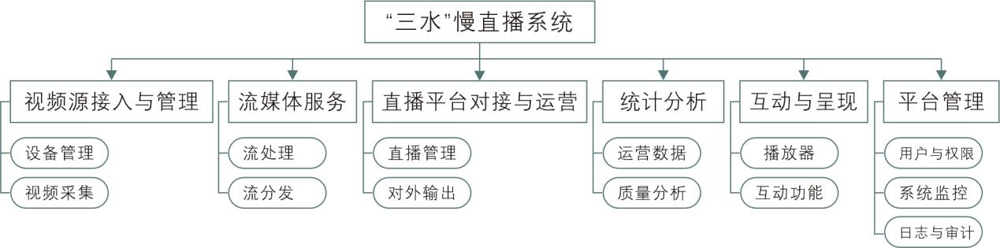 “三水”慢直播系统
视频源接入与管理
流媒体服务
直播平台对接与运营
统计分析
互动与呈现
平台管理
设备管理
流处理
直播管理
运营数据
播放器
用户与权限
视频采集
流分发
对外输出
质量分析
互动功能
系统监控
日志与审计